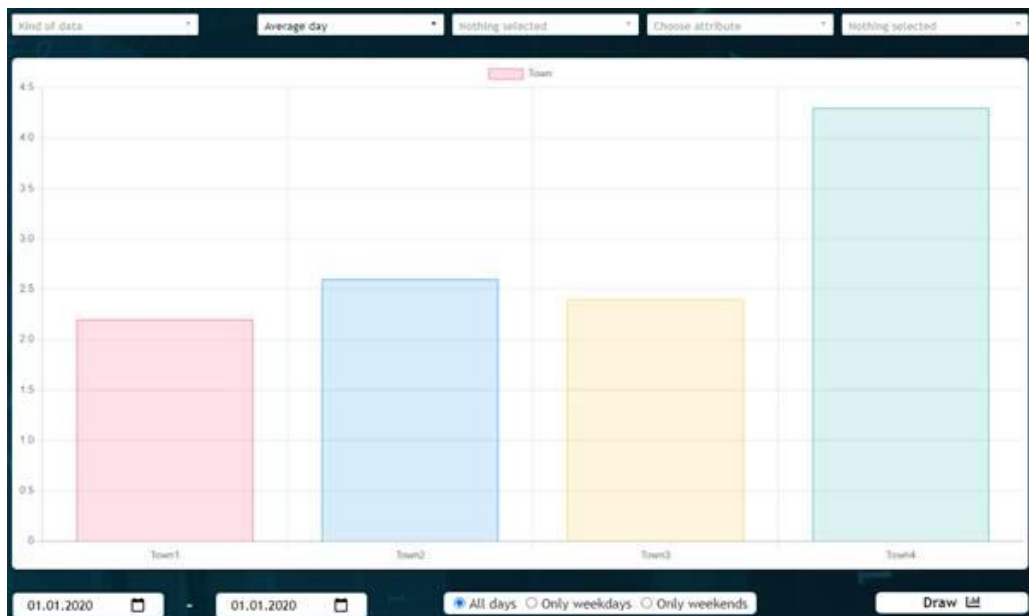 Kind of data
Average day
Nothing selected
Choose attribute
Nothing selected
Town
4.5
4.0
3.5
3.0
2.5
2.0
1.5
1.0
0.5
0
Town1 Town2 Town3 Town4
01.01.2020 - 01.01.2020 All days Only weekdays Only weekends Draw